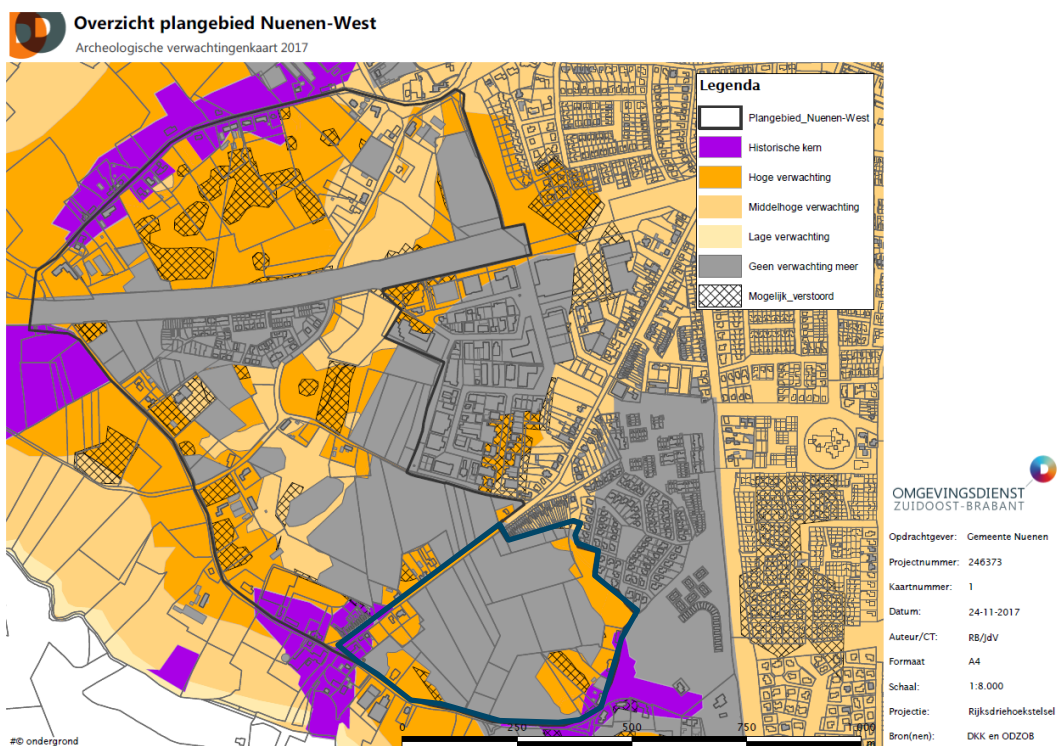 Overzicht plangebied Nuenen-West
Archeologische verwachtingenkaart 2017
Legenda
Plangebied_Nuenen-West
Historische kern
Hoge verwachting
Middelhoge verwachting
Lage verwachting
Geen verwachting meer
Mogelijk_verstoord
OMGEVINGSDIENST
ZUIDOOST-BRABANT
Opdrachtgever: Gemeente Nuenen
Projectnummer: 246373
Kaartnummer: 1
Datum: 24-11-2017
Auteur/CT: RB/JdV
Formaat A4
Schaal: 1:8.000
Projectie: Rijksdriehoekstelsel
Bron(nen): DKK en ODZOB
0 250 500 750 1.000
#© ondergrond